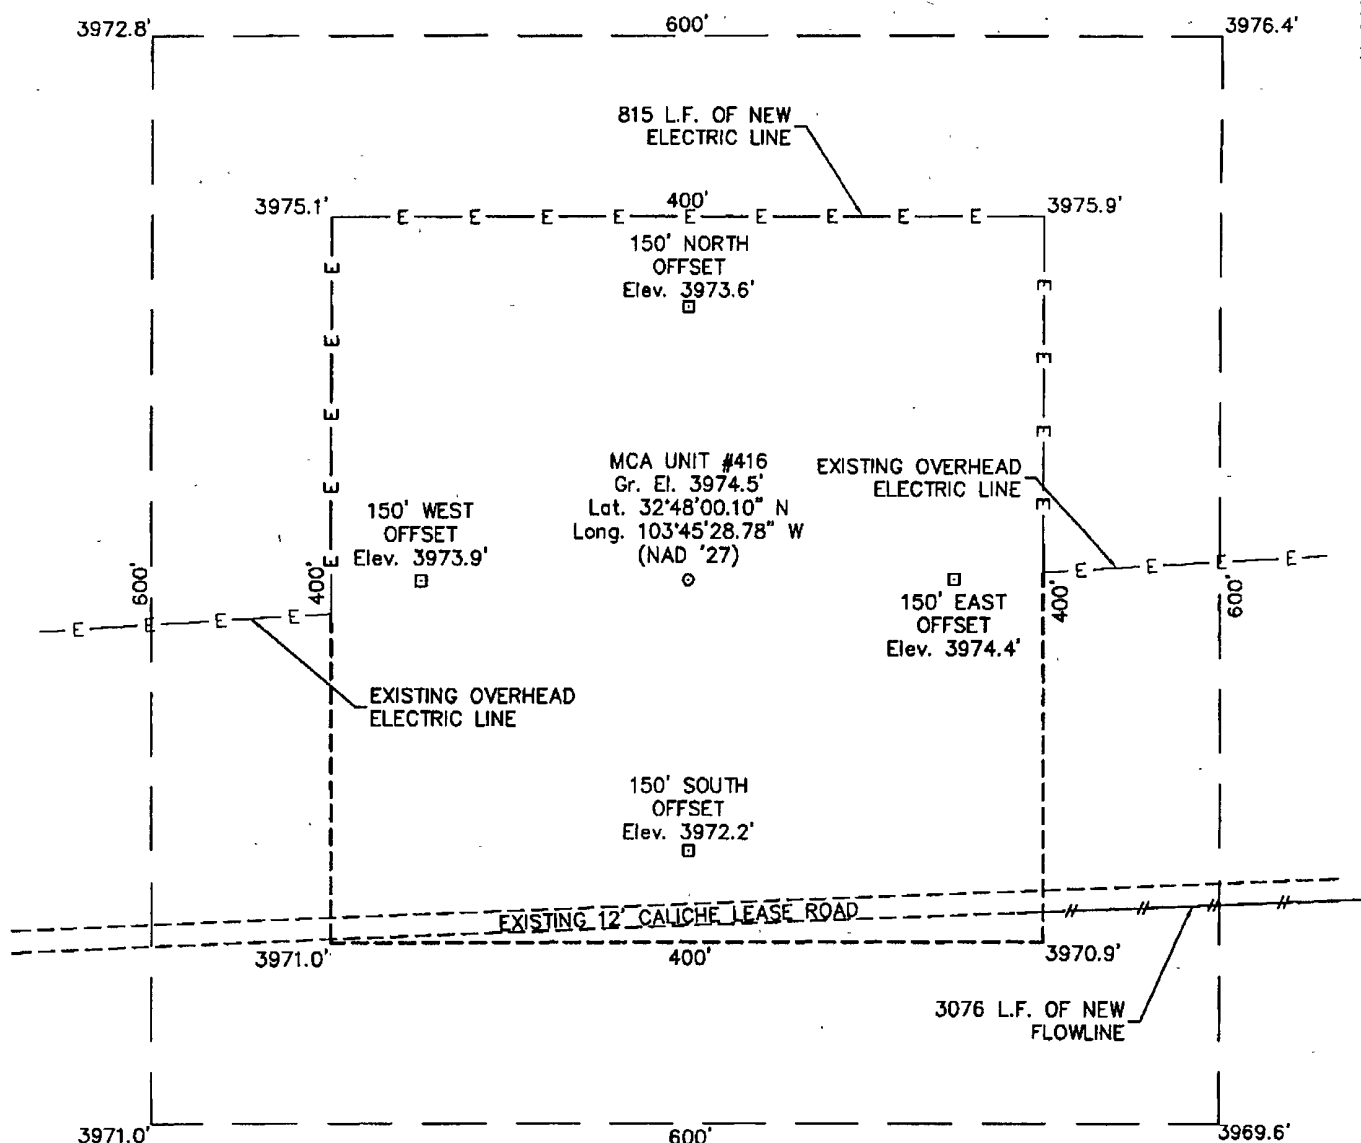 3972.8'
600'
3976.4'
815 L.F. OF NEW
ELECTRIC LINE
3975.1'
400'
3975.9'
E E E E E E E E E
150' NORTH
OFFSET
Elev. 3973.6'
E
E
E
E
E
E
E
E
E
MCA UNIT #416
Gr. El. 3974.5'
Lat. 32°48'00.10" N
Long. 103°45'28.78" W
(NAD '27)
EXISTING OVERHEAD
ELECTRIC LINE
150' WEST
OFFSET
Elev. 3973.9'
600'
400'
400'
600'
E E E E
E E E E
150' EAST
OFFSET
Elev. 3974.4'
EXISTING OVERHEAD
ELECTRIC LINE
150' SOUTH
OFFSET
Elev. 3972.2'
EXISTING 12' CALICHE LEASE ROAD
3971.0'
400'
3970.9'
3076 L.F. OF NEW
FLOWLINE
3971.0'
600'
3969.6'